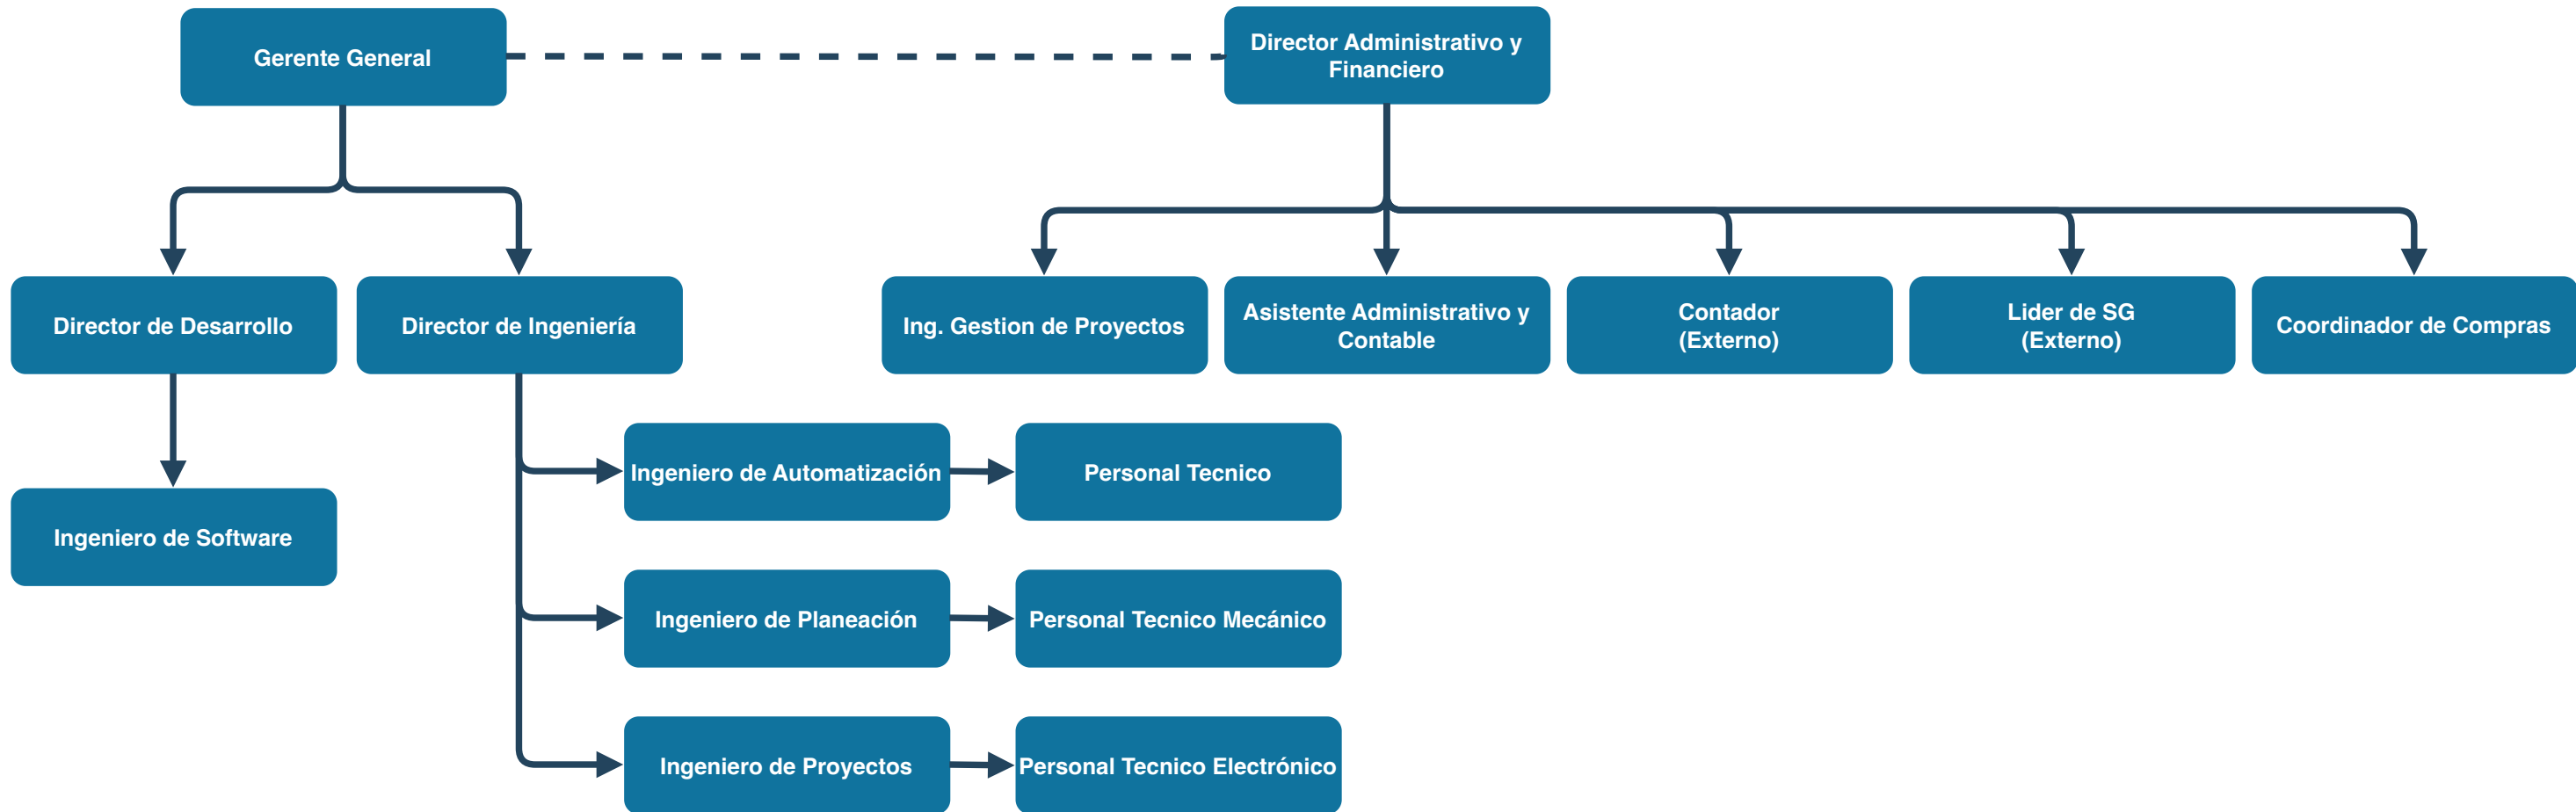 Gerente General
Director Administrativo y
Financiero
Director de Desarrollo
Director de Ingeniería
Ing. Gestion de Proyectos
Asistente Administrativo y
Contable
Contador
(Externo)
Lider de SG
(Externo)
Coordinador de Compras
Ingeniero de Automatización
Personal Tecnico
Ingeniero de Software
Ingeniero de Planeación
Personal Tecnico Mecánico
Ingeniero de Proyectos
Personal Tecnico Electrónico